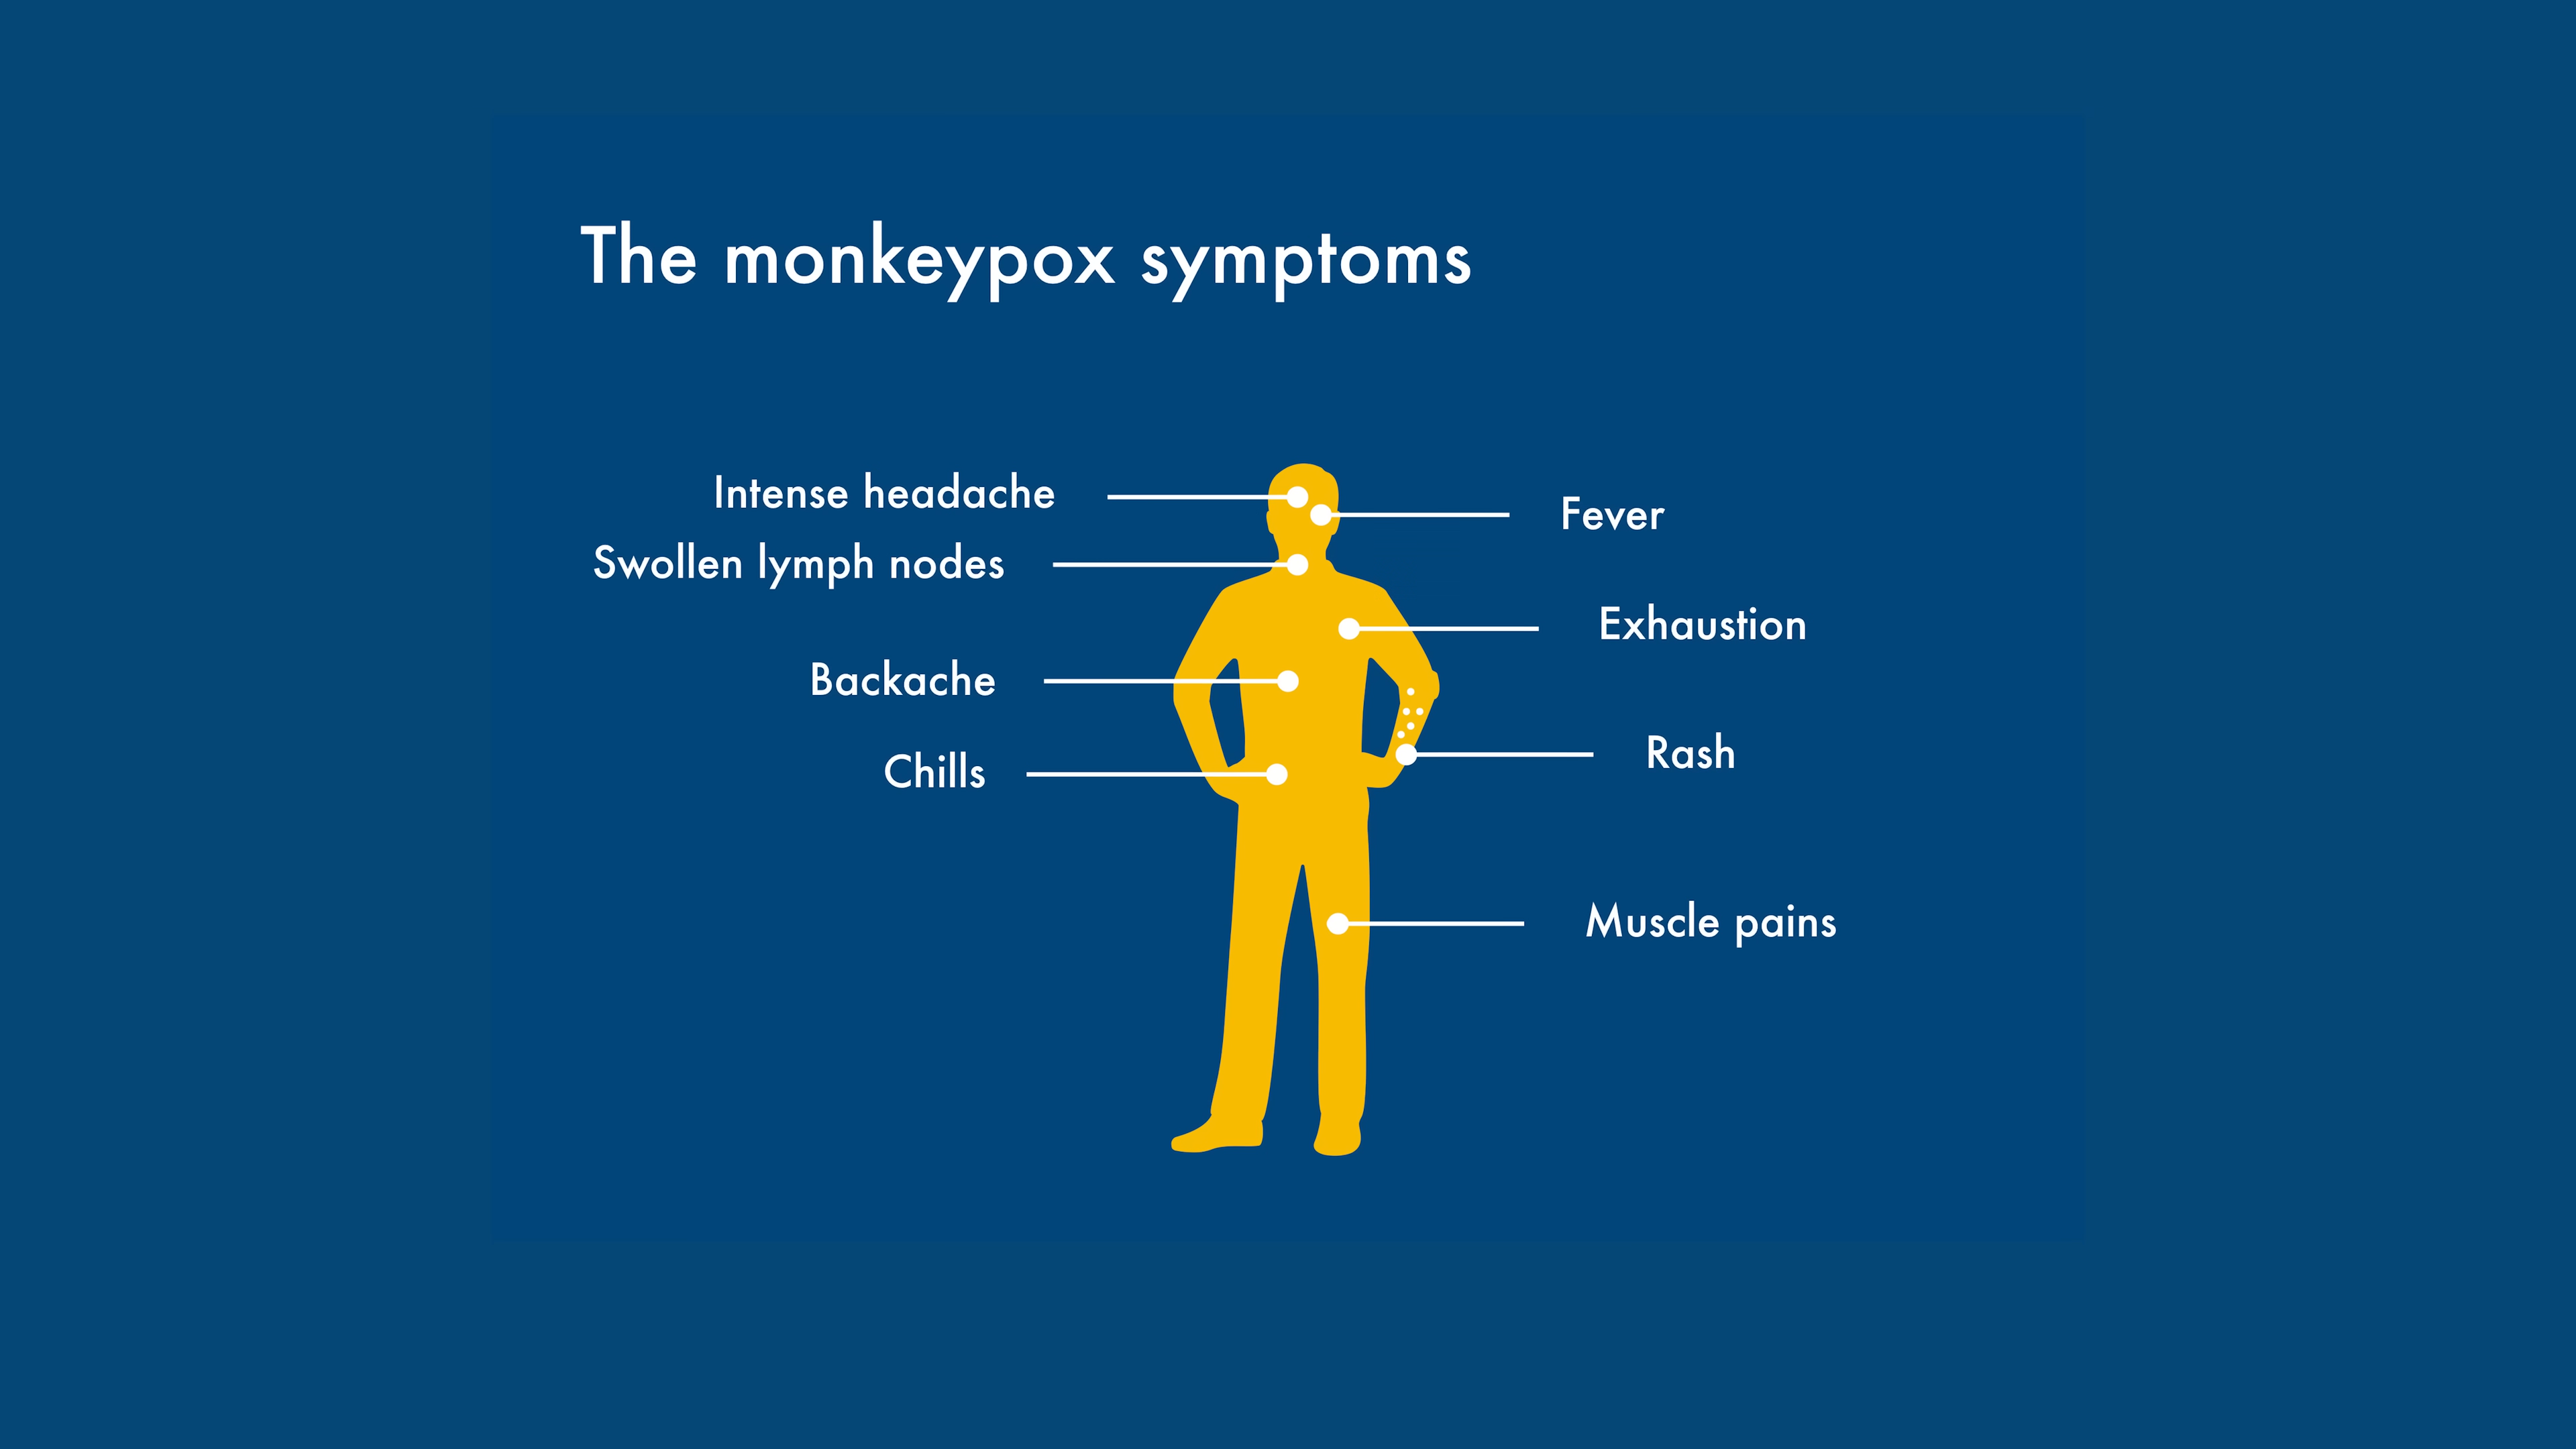 The monkeypox symptoms
Intense headache
Fever
Swollen lymph nodes
Exhaustion
Backache
Rash
Chills
Muscle pains